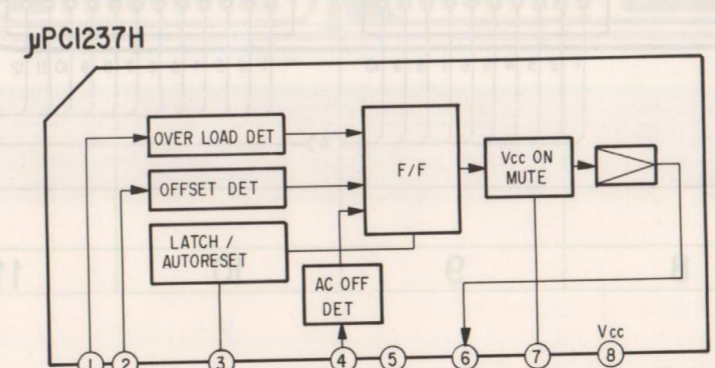 μPC1237H
OVER LOAD DET
OFFSET DET
LATCH /
AUTORESET
F/F
VCC ON
MUTE
AC OFF
DET
VCC
1 2 3 4 5 6 7 8